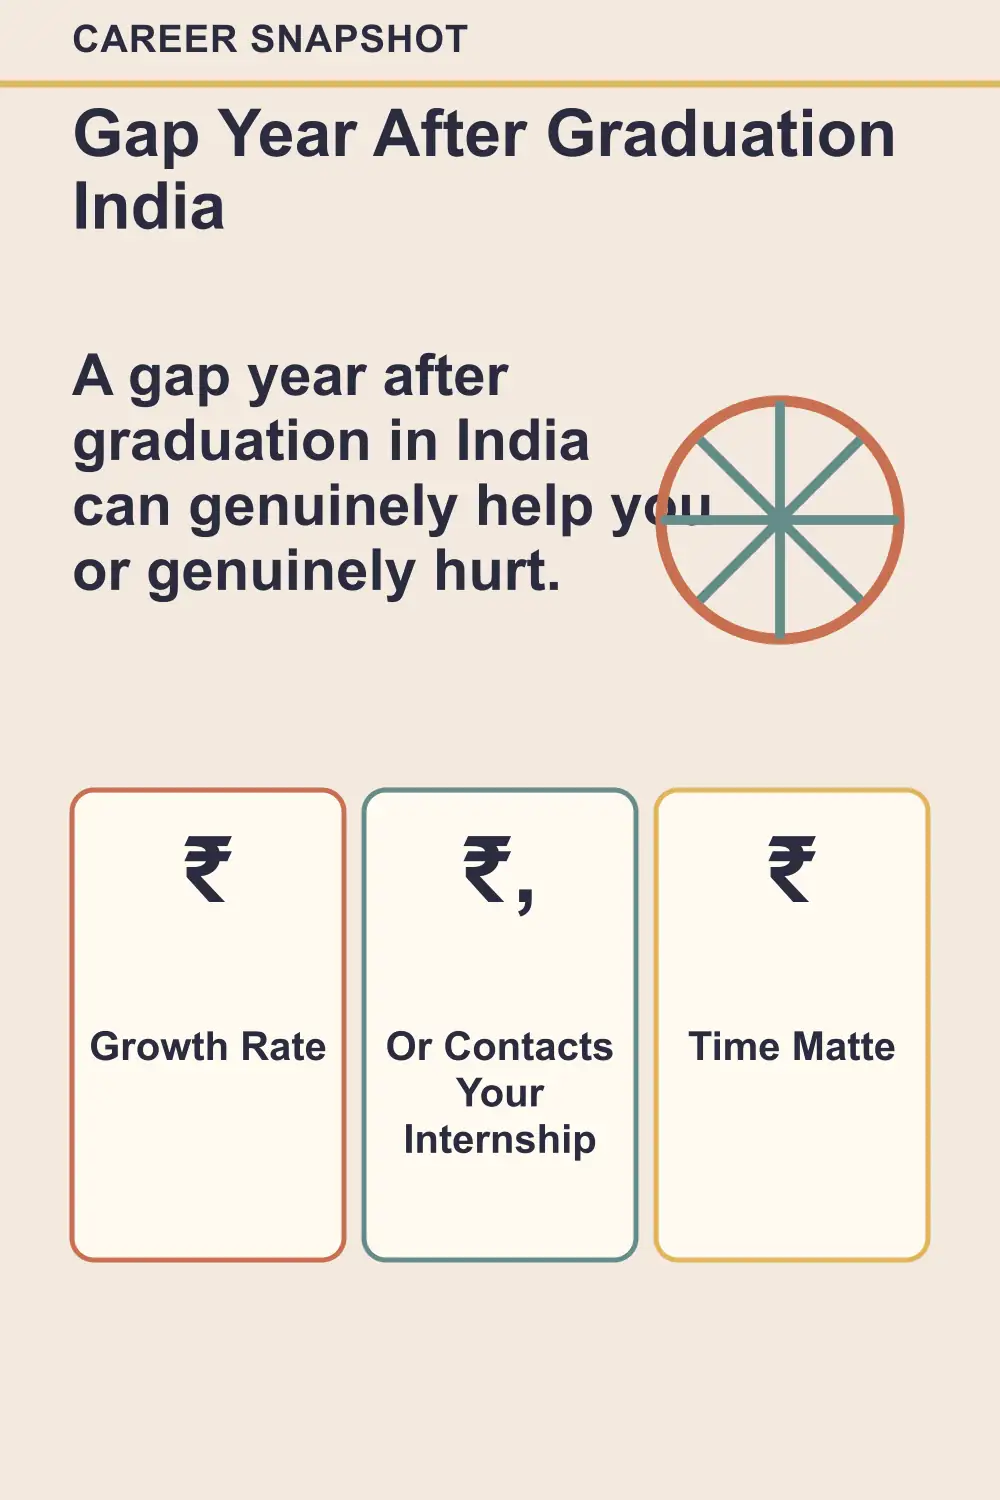 CAREER SNAPSHOT
Gap Year After Graduation
India
A gap year after
graduation in India
can genuinely help you
or genuinely hurt.
₹
Growth Rate
₹,
Or Contacts
Your
Internship
₹
Time Matte